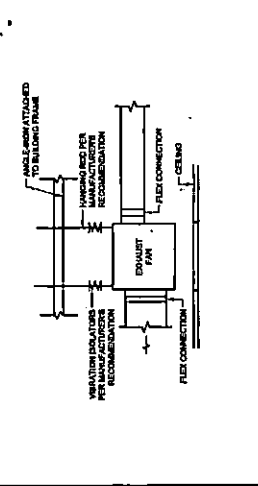 ANGLE-IRON ATTACHED
TO BUILDING FRAME
HANGING ROD PER
MANUFACTURER'S
RECOMMENDATION
VIBRATION ISOLATORS
PER MANUFACTURER'S
RECOMMENDATION
EXHAUST
FAN
FLEX CONNECTION
CEILING
FLEX CONNECTION